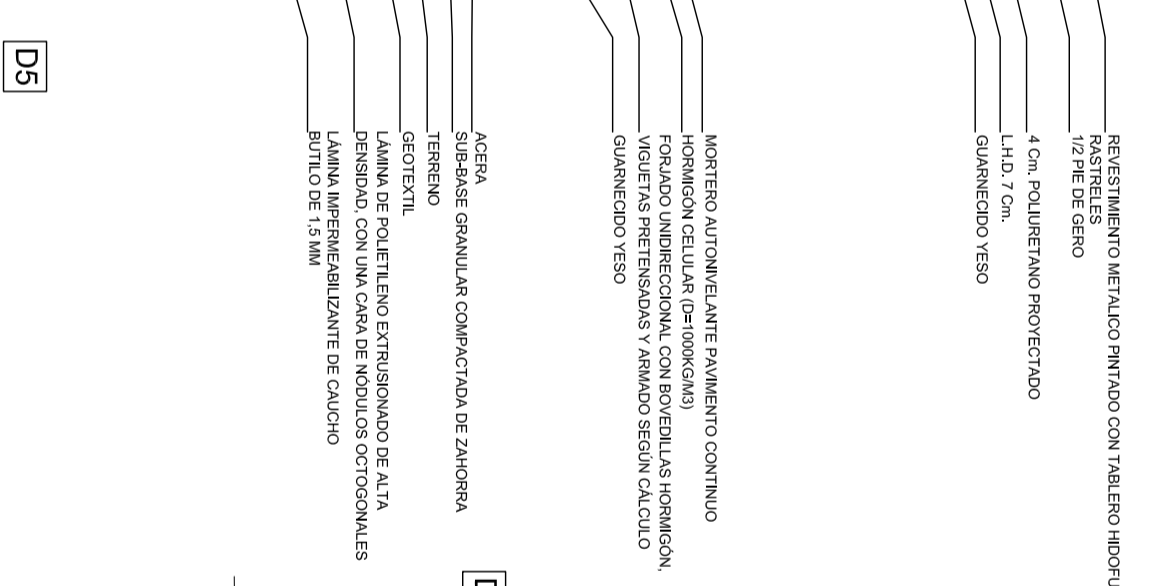 REVESTIMIENTO METALICO PINTADO CON TABLERO HIDOFU
RASTRELES
1/2 PIE DE GERO
4 Cm. POLIURETANO PROYECTADO
L.H.D. 7 Cm.
GUARNECIDO YESO
MORTERO AUTONIVELANTE PAVIMENTO CONTINUO
HORMIGÓN CELULAR (D=1000KG/M3)
FORJADO UNIDIRECCIONAL CON BOVEDILLAS HORMIGÓN,
VIGUETAS PRETENSADAS Y ARMADO SEGÚN CÁLCULO
GUARNECIDO YESO
ACERA
SUB-BASE GRANULAR COMPACTADA DE ZAHORRA
TERRENO
GEOTEXTIL
LÁMINA DE POLIETILENO EXTRUSIONADO DE ALTA
DENSIDAD, CON UNA CARA DE NÓDULOS OCTOGONALES
LÁMINA IMPERMEABILIZANTE DE CAUCHO
BUTILO DE 1,5 MM
D5